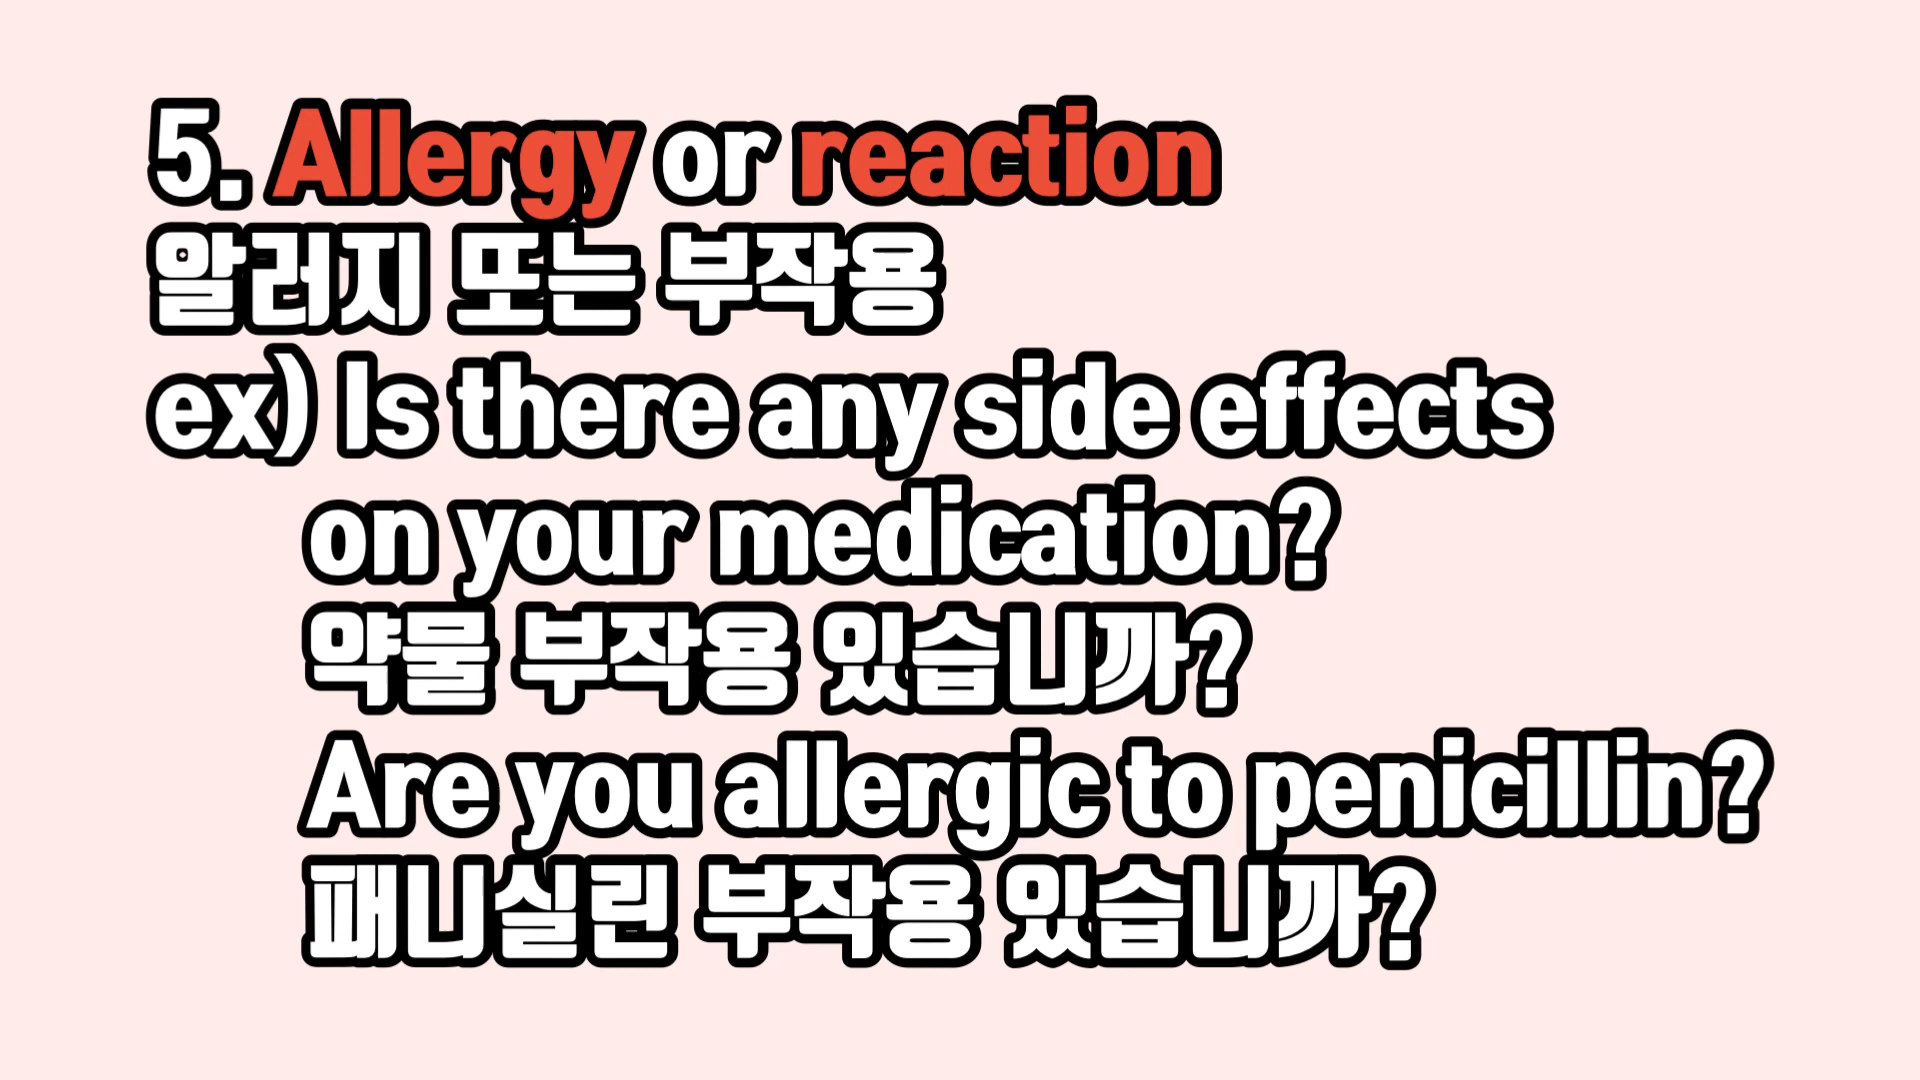 5. Allergy or reaction
알러지 또는 부작용
ex) Is there any side effects
on your medication?
약물 부작용 있습니까?
Are you allergic to penicillin?
패니실린 부작용 있습니까?